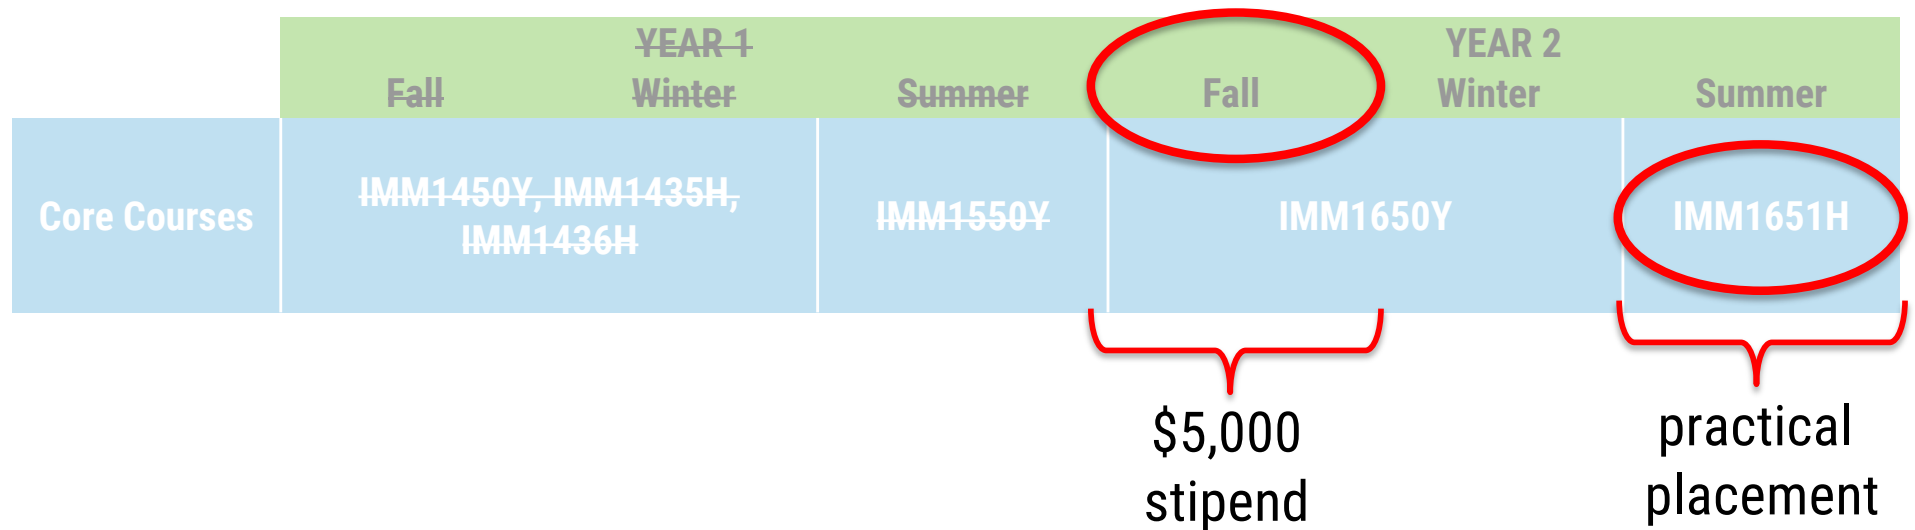 YEAR 1 YEAR 2
Fall Winter Summer Fall Winter Summer
Core Courses
IMM1450Y, IMM1435H,
IMM1436H
IMM1550Y
IMM1650Y
IMM1651H
$5,000
stipend
practical
placement